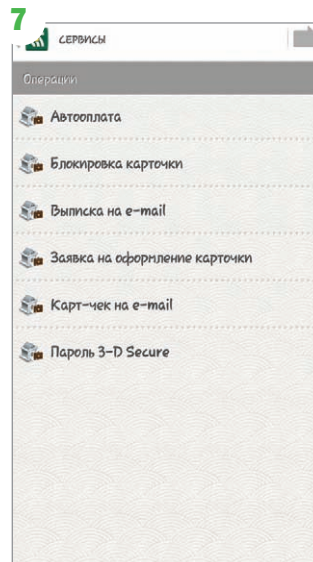 7
СЕРВИСЫ
Операции
Автооплата
Блокировка карточки
Выписка на e-mail
Заявка на оформление карточки
Карт-чек на e-mail
Пароль 3-D Secure